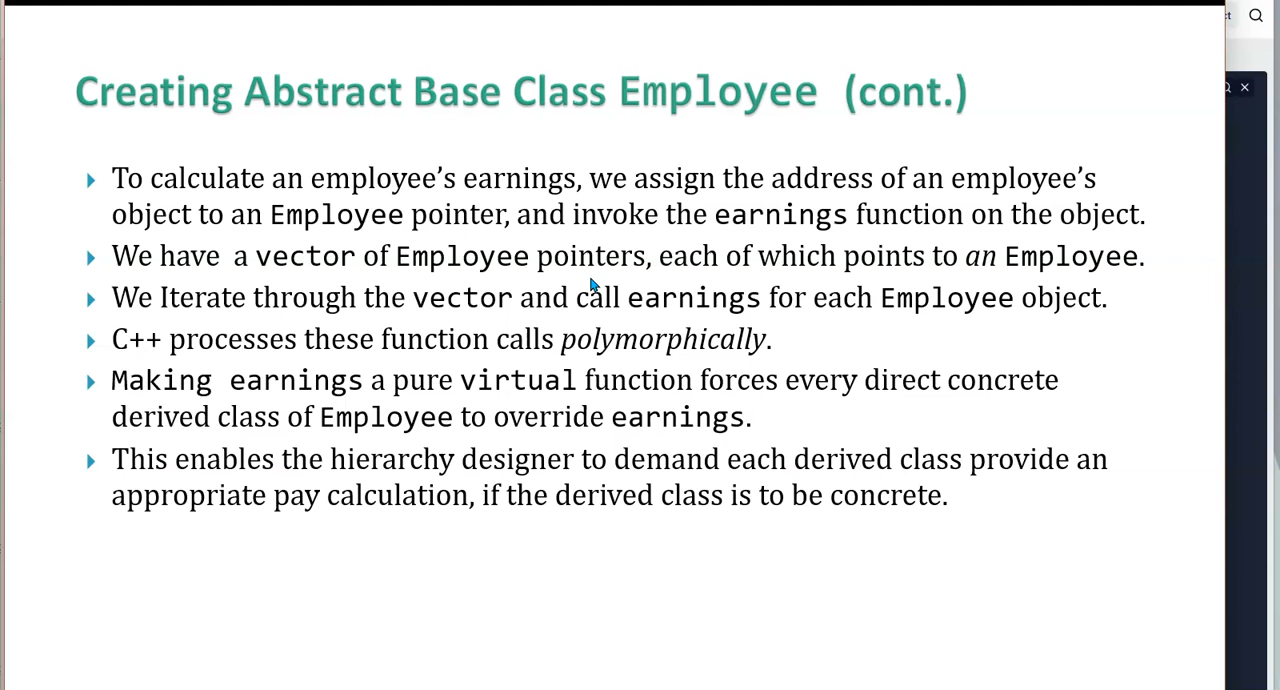 Creating Abstract Base Class Employee (cont.)
To calculate an employee’s earnings, we assign the address of an employee’s
object to an Employee pointer, and invoke the earnings function on the object.
We have a vector of Employee pointers, each of which points to an Employee.
We Iterate through the vector and call earnings for each Employee object.
C++ processes these function calls polymorphically.
Making earnings a pure virtual function forces every direct concrete
derived class of Employee to override earnings.
This enables the hierarchy designer to demand each derived class provide an
appropriate pay calculation, if the derived class is to be concrete.